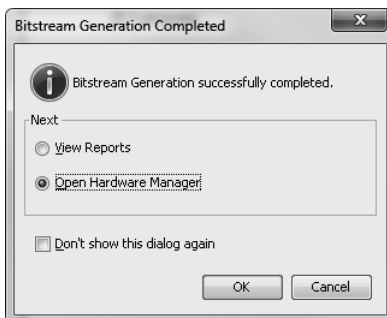 Bitstream Generation Completed
Bitstream Generation successfully completed.
Next
View Reports
Open Hardware Manager
Don't show this dialog again
OK
Cancel